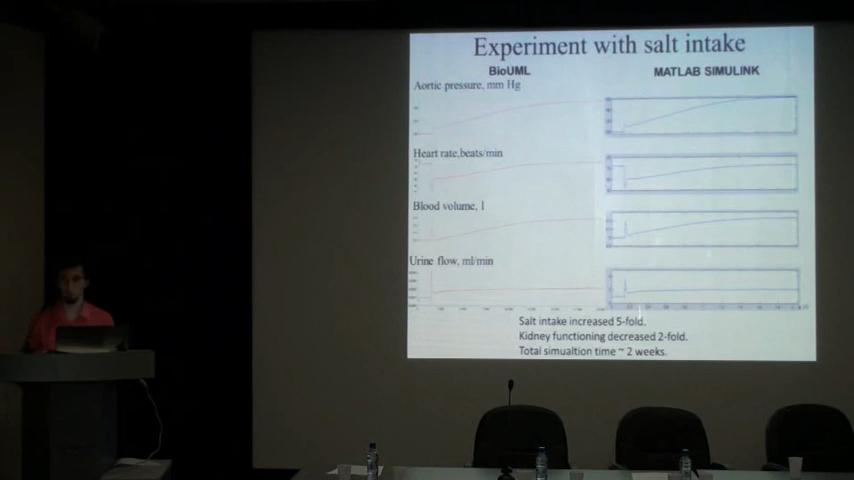 Experiment with salt intake
BioUML
MATLAB SIMULINK
Aortic pressure, mm Hg
Heart rate,beats/min
Blood volume, l
Urine flow, ml/min
Salt intake increased 5-fold.
Kidney functioning decreased 2-fold.
Total simualtion time ~ 2 weeks.